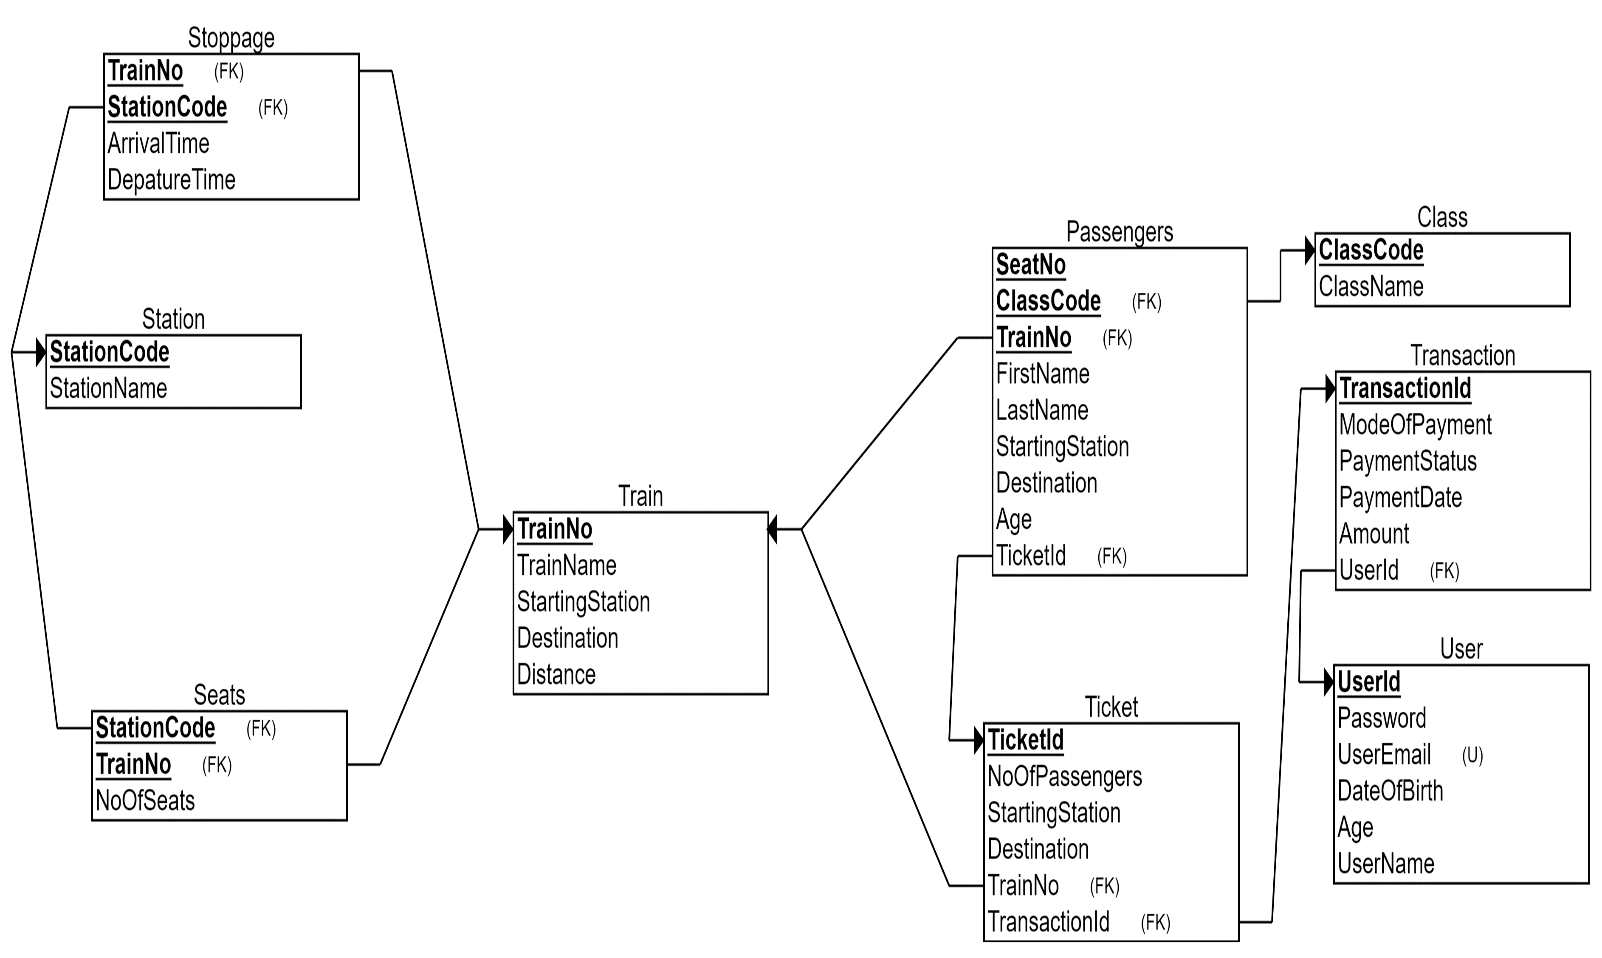 Stoppage
TrainNo (FK)
StationCode (FK)
ArrivalTime
DepatureTime
Station
StationCode
StationName
Seats
StationCode (FK)
TrainNo (FK)
NoOfSeats
Train
TrainNo
TrainName
StartingStation
Destination
Distance
Passengers
SeatNo
ClassCode (FK)
TrainNo (FK)
FirstName
LastName
StartingStation
Destination
Age
TicketId (FK)
Ticket
TicketId
NoOfPassengers
StartingStation
Destination
TrainNo (FK)
TransactionId (FK)
Class
ClassCode
ClassName
Transaction
TransactionId
ModeOfPayment
PaymentStatus
PaymentDate
Amount
UserId (FK)
User
UserId
Password
UserEmail (U)
DateOfBirth
Age
UserName